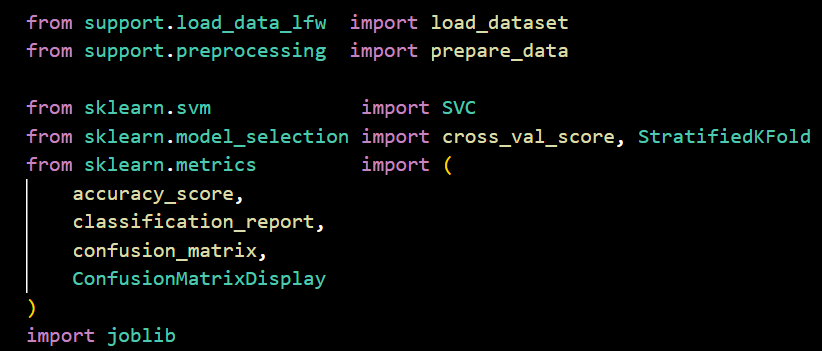 from support.load_data_lfw  import load_dataset
from support.preprocessing  import prepare_data

from sklearn.svm             import SVC
from sklearn.model_selection import cross_val_score, StratifiedKFold
from sklearn.metrics         import (
    accuracy_score,
    classification_report,
    confusion_matrix,
    ConfusionMatrixDisplay
)
import joblib